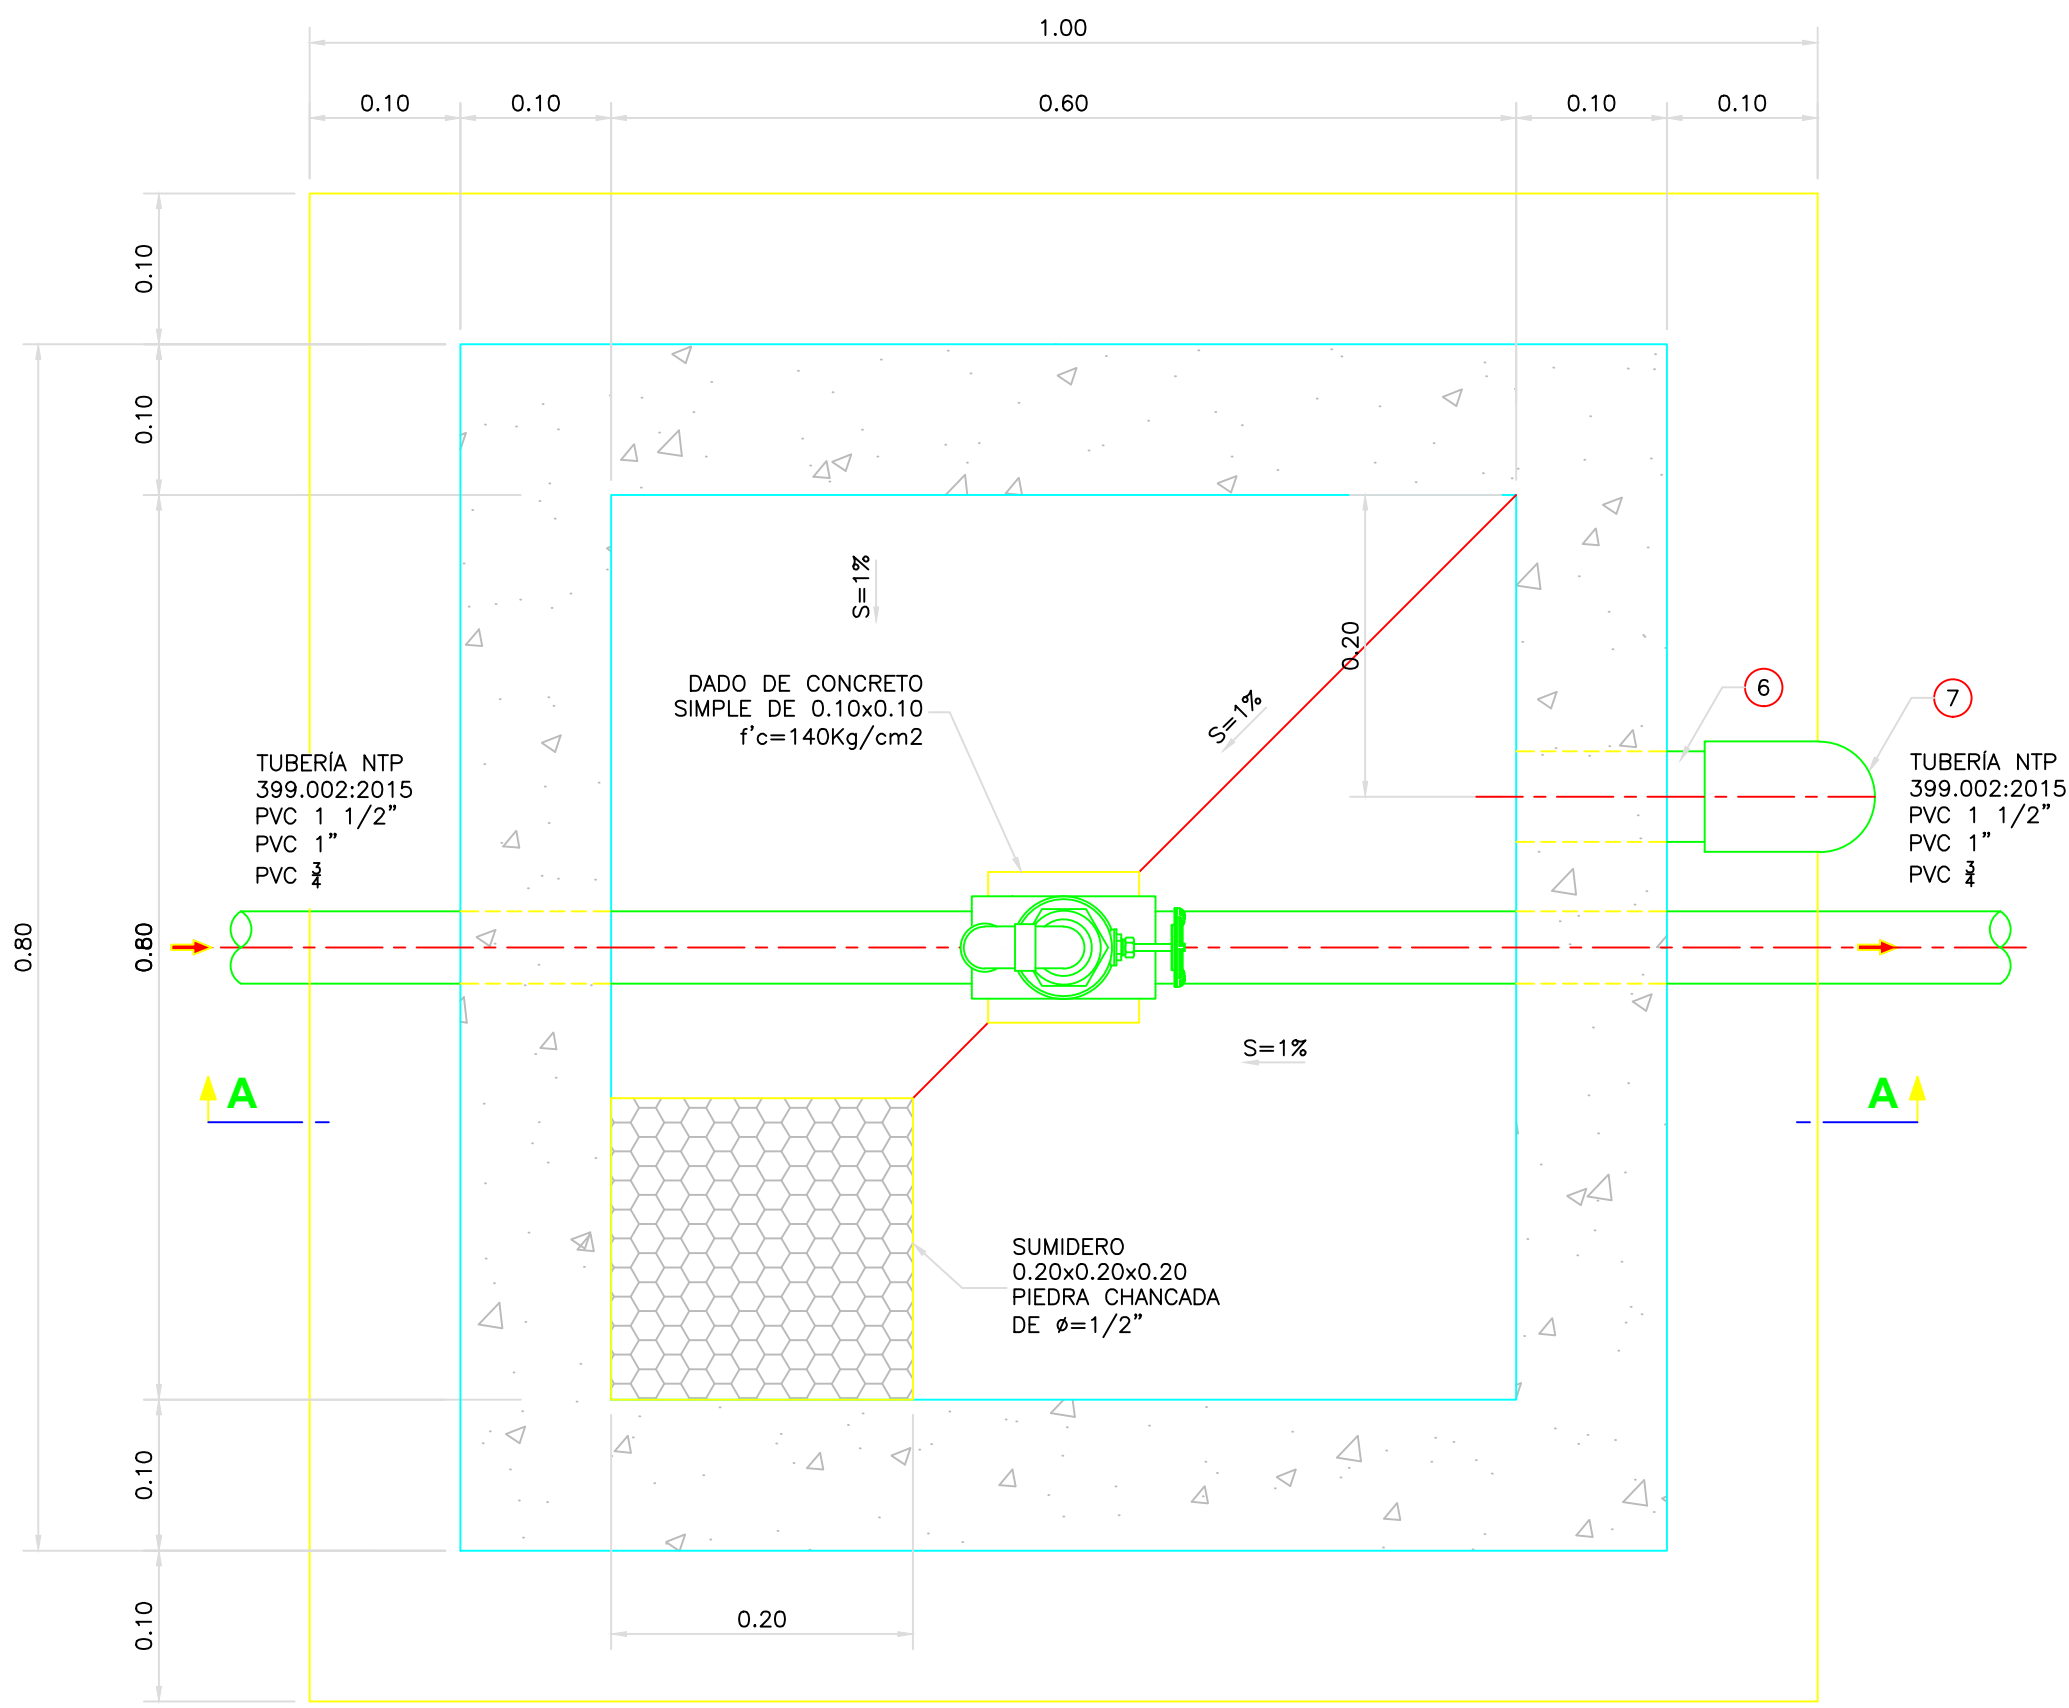 1.00
0.10
0.10
0.60
0.10
0.10
0.10
0.10
0.80
0.80
0.10
0.10
S=1%
0.20
S=1%
DADO DE CONCRETO
SIMPLE DE 0.10x0.10
f'c=140Kg/cm2
6
7
TUBERÍA NTP
399.002:2015
PVC 1 1/2"
PVC 1"
PVC 3/4
TUBERÍA NTP
399.002:2015
PVC 1 1/2"
PVC 1"
PVC 3/4
S=1%
A
A
SUMIDERO
0.20x0.20x0.20
PIEDRA CHANCADA
DE ø=1/2"
0.20